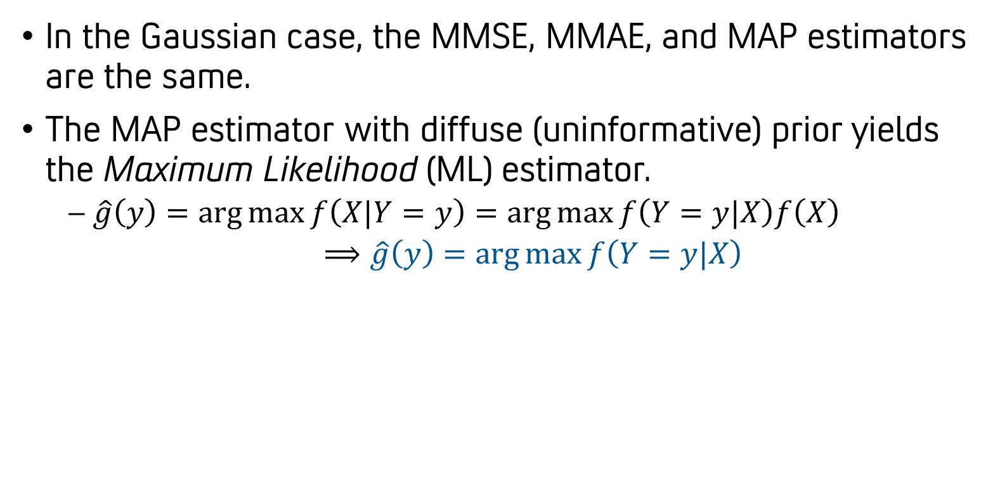 • In the Gaussian case, the MMSE, MMAE, and MAP estimators
are the same.
• The MAP estimator with diffuse (uninformative) prior yields
the Maximum Likelihood (ML) estimator.
– ĝ(y) = arg max f(X|Y = y) = arg max f(Y = y|X)f(X)
⟹ ĝ(y) = arg max f(Y = y|X)